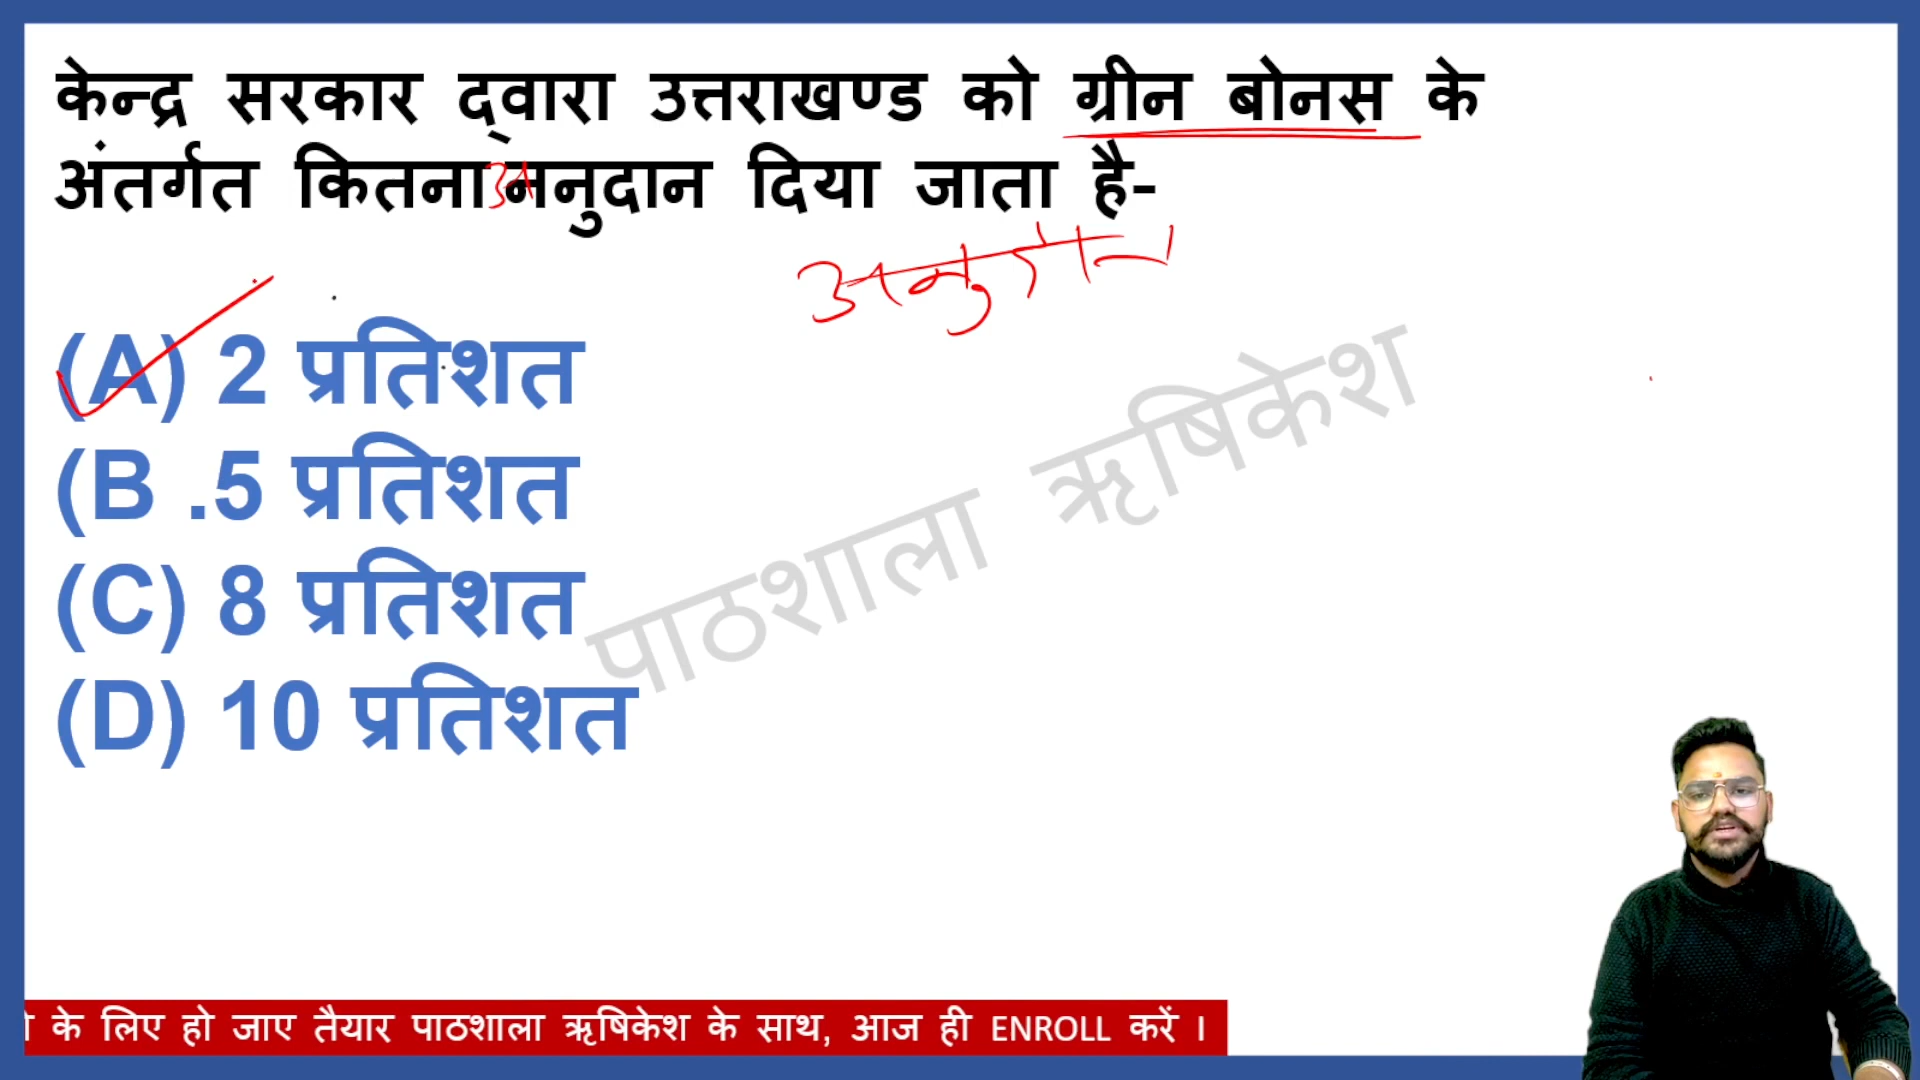 केन्द्र सरकार द्वारा उत्तराखण्ड को ग्रीन बोनस के
अंतर्गत कितना अननुदान दिया जाता है-
अनुदान
(A) 2 प्रतिशत
(B .5 प्रतिशत
(C) 8 प्रतिशत
(D) 10 प्रतिशत
पाठशाला ऋषिकेश
के लिए हो जाए तैयार पाठशाला ऋषिकेश के साथ, आज ही ENROLL करें ।